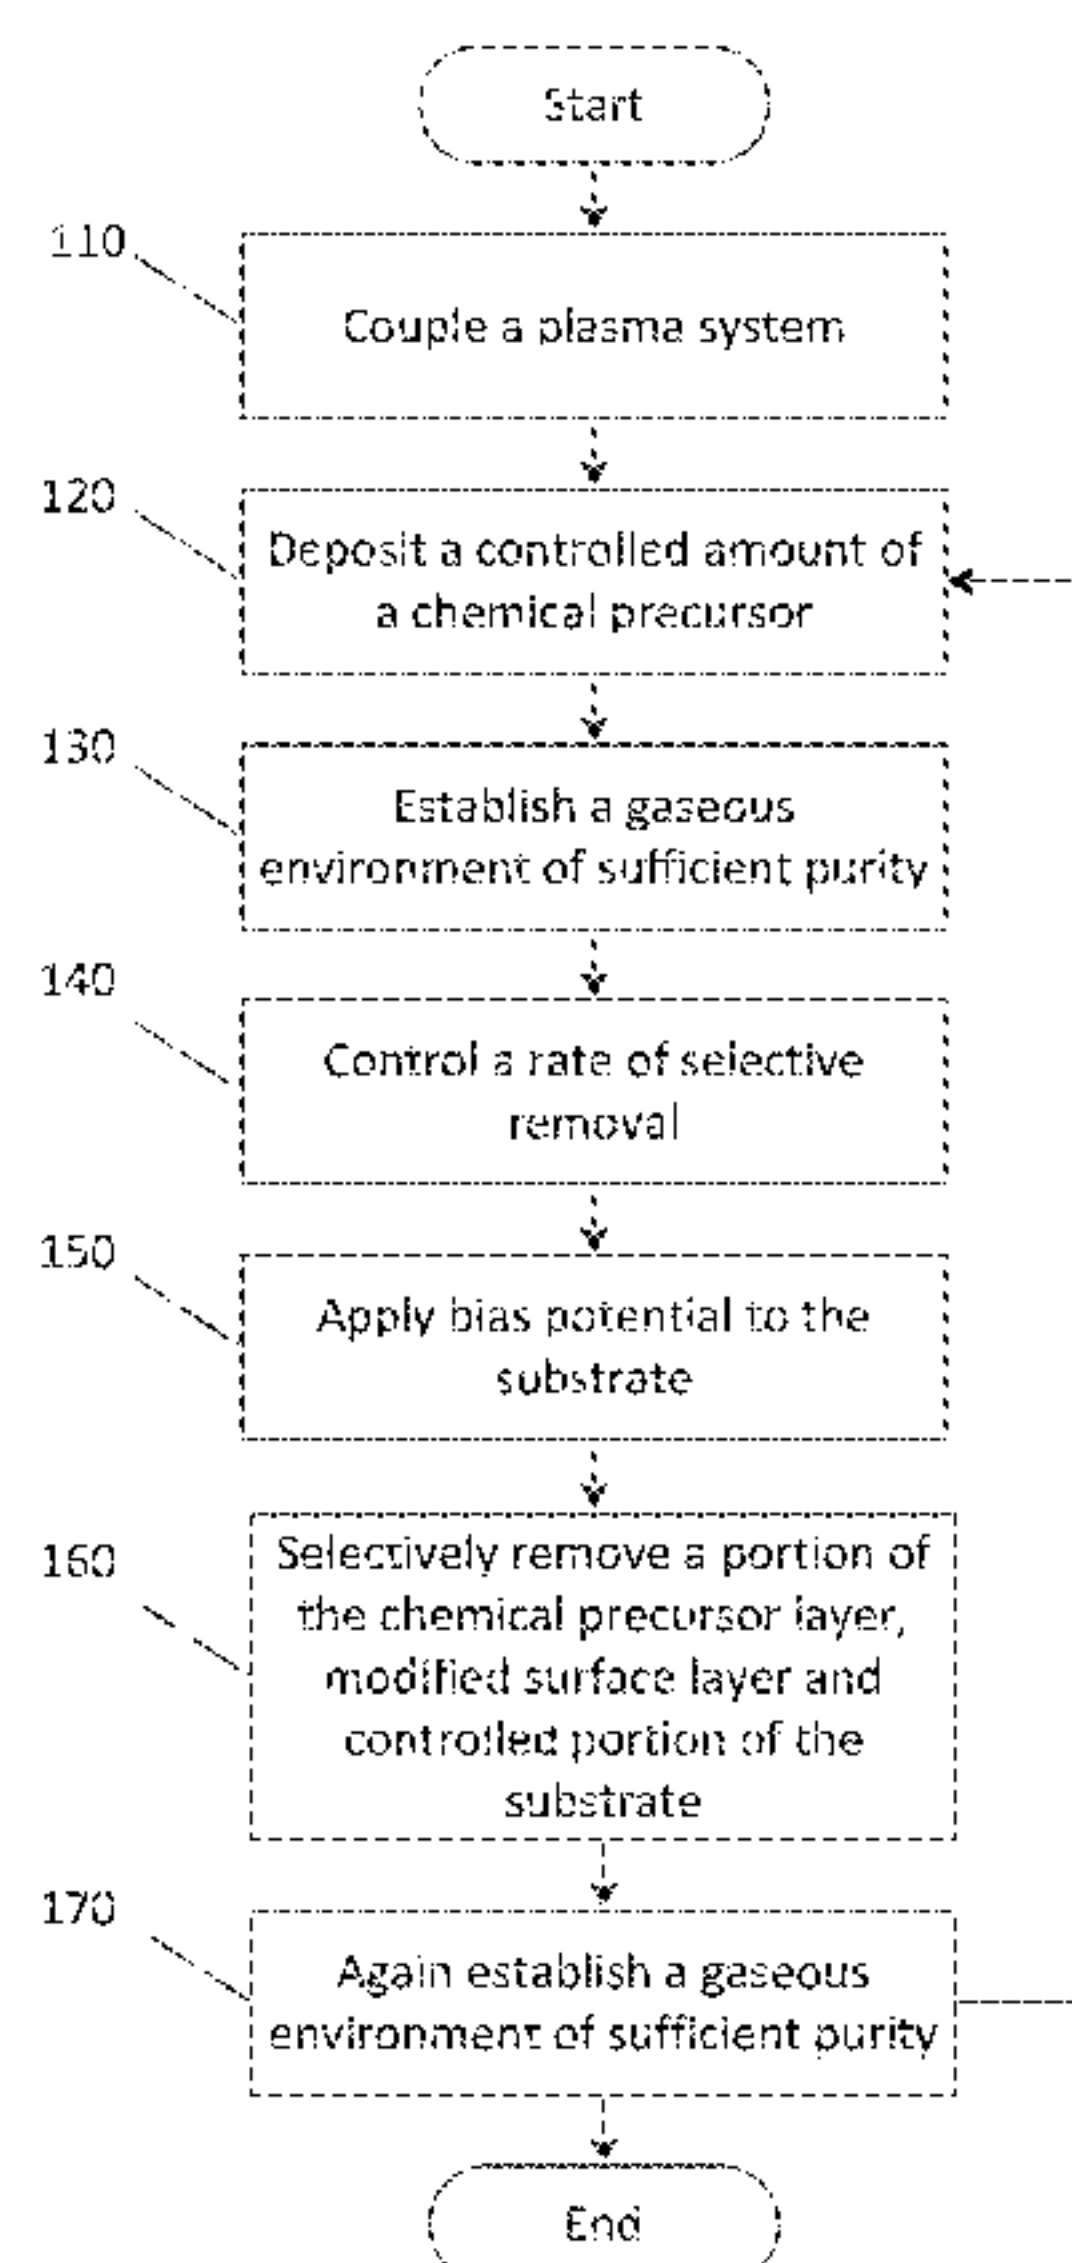 Start
110
Couple a plasma system
120
Deposit a controlled amount of
a chemical precursor
130
Establish a gaseous
environment of sufficient purity
140
Control a rate of selective
removal
150
Apply bias potential to the
substrate
160
Selectively remove a portion of
the chemical precursor layer,
modified surface layer and
controlled portion of the
substrate
170
Again establish a gaseous
environment of sufficient purity
End